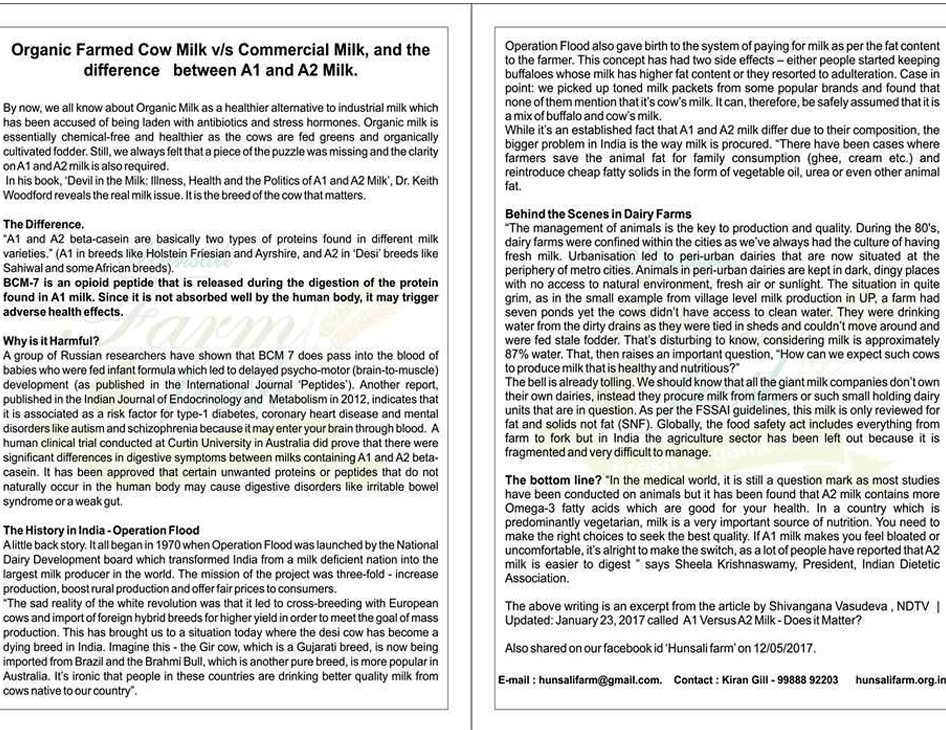 Organic Farmed Cow Milk v/s Commercial Milk, and the
difference between A1 and A2 Milk.
By now, we all know about Organic Milk as a healthier alternative to industrial milk which
has been accused of being laden with antibiotics and stress hormones. Organic milk is
essentially chemical-free and healthier as the cows are fed greens and organically
cultivated fodder. Still, we always felt that a piece of the puzzle was missing and the clarity
on A1 and A2 milk is also required.
In his book, ‘Devil in the Milk: Illness, Health and the Politics of A1 and A2 Milk’, Dr. Keith
Woodford reveals the real milk issue. It is the breed of the cow that matters.
The Difference.
“A1 and A2 beta-casein are basically two types of proteins found in different milk
varieties.” (A1 in breeds like Holstein Friesian and Ayrshire, and A2 in ‘Desi’ breeds like
Sahiwal and some African breeds).
BCM-7 is an opioid peptide that is released during the digestion of the protein
found in A1 milk. Since it is not absorbed well by the human body, it may trigger
adverse health effects.
Why is it Harmful?
A group of Russian researchers have shown that BCM 7 does pass into the blood of
babies who were fed infant formula which led to delayed psycho-motor (brain-to-muscle)
development (as published in the International Journal ‘Peptides’). Another report,
published in the Indian Journal of Endocrinology and Metabolism in 2012, indicates that
it is associated as a risk factor for type-1 diabetes, coronary heart disease and mental
disorders like autism and schizophrenia because it may enter your brain through blood. A
human clinical trial conducted at Curtin University in Australia did prove that there were
significant differences in digestive symptoms between milks containing A1 and A2 beta-
casein. It has been approved that certain unwanted proteins or peptides that do not
naturally occur in the human body may cause digestive disorders like irritable bowel
syndrome or a weak gut.
The History in India - Operation Flood
A little back story. It all began in 1970 when Operation Flood was launched by the National
Dairy Development board which transformed India from a milk deficient nation into the
largest milk producer in the world. The mission of the project was three-fold - increase
production, boost rural production and offer fair prices to consumers.
“The sad reality of the white revolution was that it led to cross-breeding with European
cows and import of foreign hybrid breeds for higher yield in order to meet the goal of mass
production. This has brought us to a situation today where the desi cow has become a
dying breed in India. Imagine this - the Gir cow, which is a Gujarati breed, is now being
imported from Brazil and the Brahmi Bull, which is another pure breed, is more popular in
Australia. It’s ironic that people in these countries are drinking better quality milk from
cows native to our country”.
Operation Flood also gave birth to the system of paying for milk as per the fat content
to the farmer. This concept has had two side effects – either people started keeping
buffaloes whose milk has higher fat content or they resorted to adulteration. Case in
point: we picked up toned milk packets from some popular brands and found that
none of them mention that it’s cow’s milk. It can, therefore, be safely assumed that it is
a mix of buffalo and cow’s milk.
While it’s an established fact that A1 and A2 milk differ due to their composition, the
bigger problem in India is the way milk is procured. “There have been cases where
farmers save the animal fat for family consumption (ghee, cream etc.) and
reintroduce cheap fatty solids in the form of vegetable oil, urea or even other animal
fat.
Behind the Scenes in Dairy Farms
“The management of animals is the key to production and quality. During the 80's,
dairy farms were confined within the cities as we’ve always had the culture of having
fresh milk. Urbanisation led to peri-urban dairies that are now situated at the
periphery of metro cities. Animals in peri-urban dairies are kept in dark, dingy places
with no access to natural environment, fresh air or sunlight. The situation in quite
grim, as in the small example from village level milk production in UP, a farm had
seven ponds yet the cows didn’t have access to clean water. They were drinking
water from the dirty drains as they were tied in sheds and couldn’t move around and
were fed stale fodder. That’s disturbing to know, considering milk is approximately
87% water. That, then raises an important question, “How can we expect such cows
to produce milk that is healthy and nutritious?”
The bell is already tolling. We should know that all the giant milk companies don’t own
their own dairies, instead they procure milk from farmers or such small holding dairy
units that are in question. As per the FSSAI guidelines, this milk is only reviewed for
fat and solids not fat (SNF). Globally, the food safety act includes everything from
farm to fork but in India the agriculture sector has been left out because it is
fragmented and very difficult to manage.
The bottom line? “In the medical world, it is still a question mark as most studies
have been conducted on animals but it has been found that A2 milk contains more
Omega-3 fatty acids which are good for your health. In a country which is
predominantly vegetarian, milk is a very important source of nutrition. You need to
make the right choices to seek the best quality. If A1 milk makes you feel bloated or
uncomfortable, it’s alright to make the switch, as a lot of people have reported that A2
milk is easier to digest ” says Sheela Krishnaswamy, President, Indian Dietetic
Association.
The above writing is an excerpt from the article by Shivangana Vasudeva , NDTV |
Updated: January 23, 2017 called A1 Versus A2 Milk - Does it Matter?
Also shared on our facebook id ‘Hunsali farm’ on 12/05/2017.
E-mail : hunsalifarm@gmail.com. Contact : Kiran Gill - 99888 92203 hunsalifarm.org.in